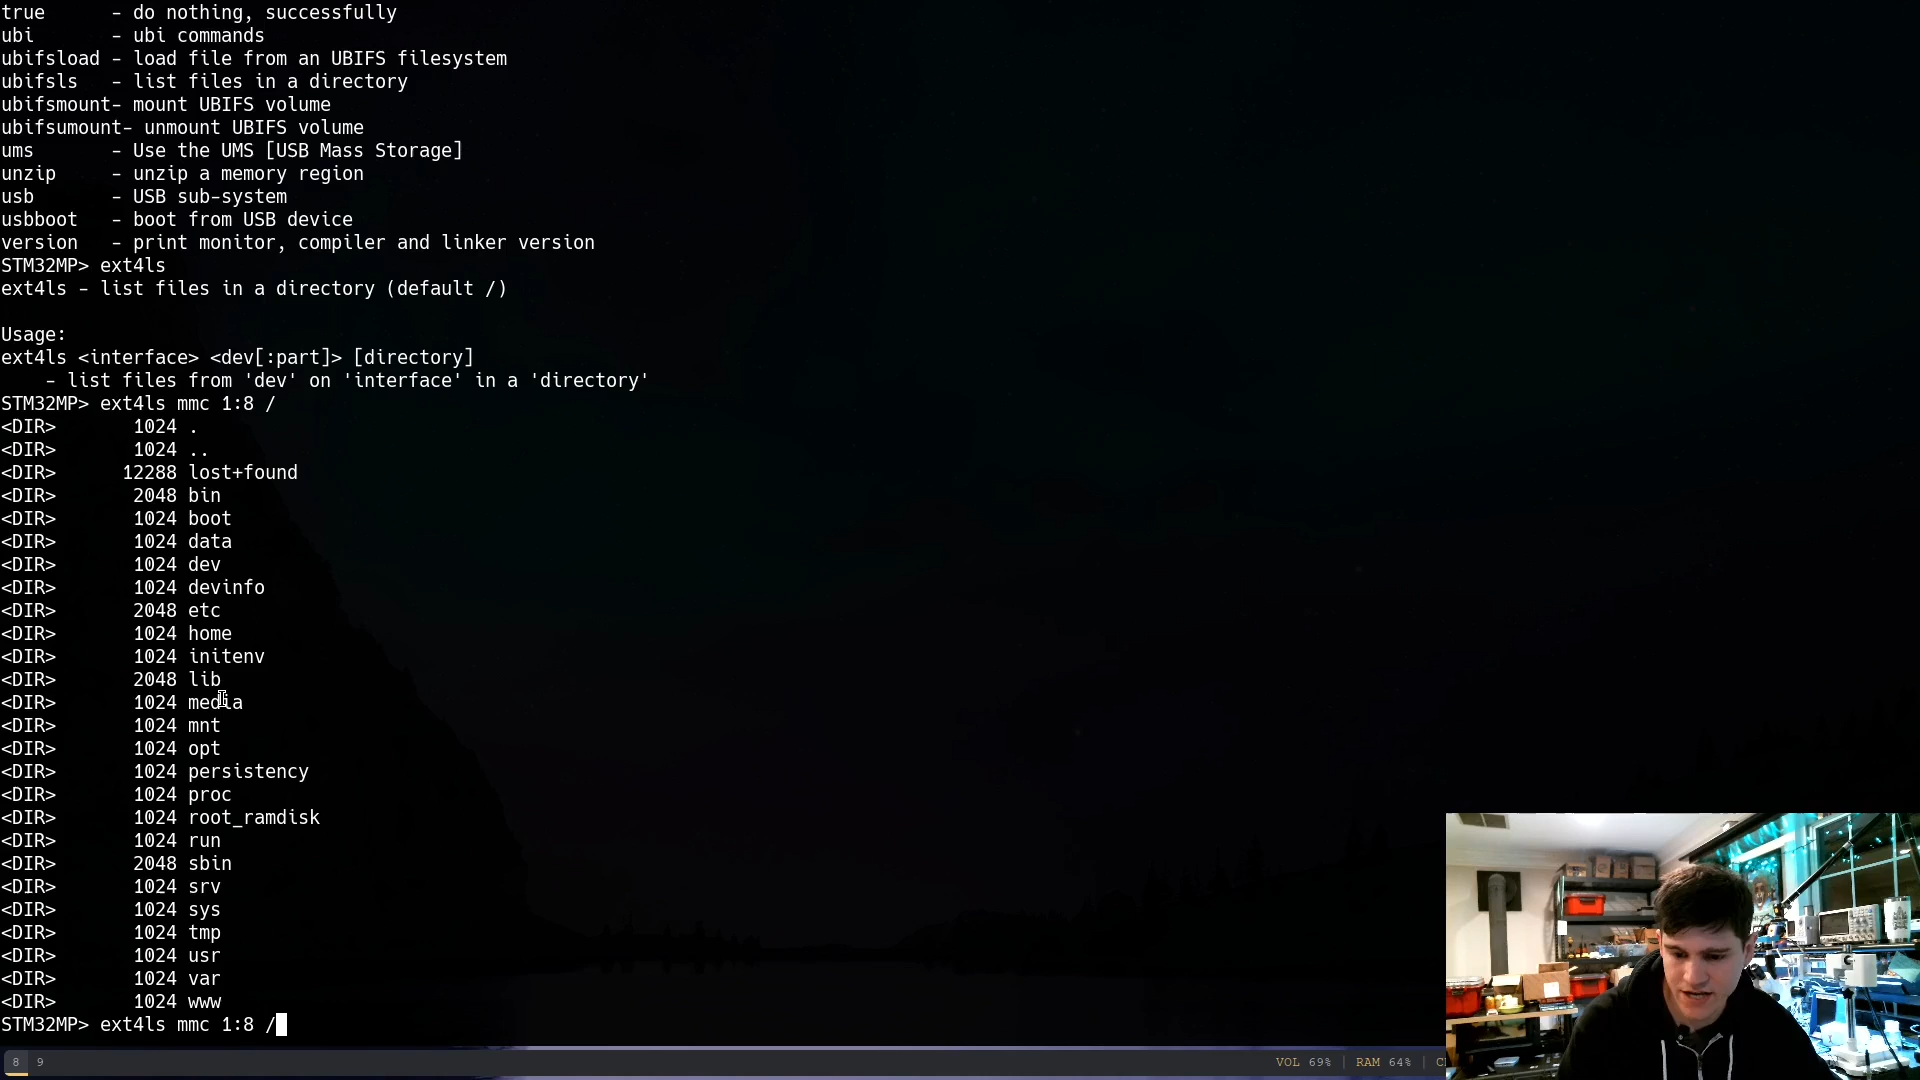 true      - do nothing, successfully
ubi       - ubi commands
ubifsload - load file from an UBIFS filesystem
ubifsls   - list files in a directory
ubifsmount- mount UBIFS volume
ubifsumount- unmount UBIFS volume
ums       - Use the UMS [USB Mass Storage]
unzip     - unzip a memory region
usb       - USB sub-system
usbboot   - boot from USB device
version   - print monitor, compiler and linker version
STM32MP> ext4ls
ext4ls - list files in a directory (default /)
Usage:
ext4ls <interface> <dev[:part]> [directory]
    - list files from 'dev' on 'interface' in a 'directory'
STM32MP> ext4ls mmc 1:8 /
<DIR>       1024 .
<DIR>       1024 ..
<DIR>      12288 lost+found
<DIR>       2048 bin
<DIR>       1024 boot
<DIR>       1024 data
<DIR>       1024 dev
<DIR>       1024 devinfo
<DIR>       2048 etc
<DIR>       1024 home
<DIR>       1024 initenv
<DIR>       2048 lib
<DIR>       1024 media
<DIR>       1024 mnt
<DIR>       1024 opt
<DIR>       1024 persistency
<DIR>       1024 proc
<DIR>       1024 root_ramdisk
<DIR>       1024 run
<DIR>       2048 sbin
<DIR>       1024 srv
<DIR>       1024 sys
<DIR>       1024 tmp
<DIR>       1024 usr
<DIR>       1024 var
<DIR>       1024 www
STM32MP> ext4ls mmc 1:8 /
8 9 VOL 69% | RAM 64% | C